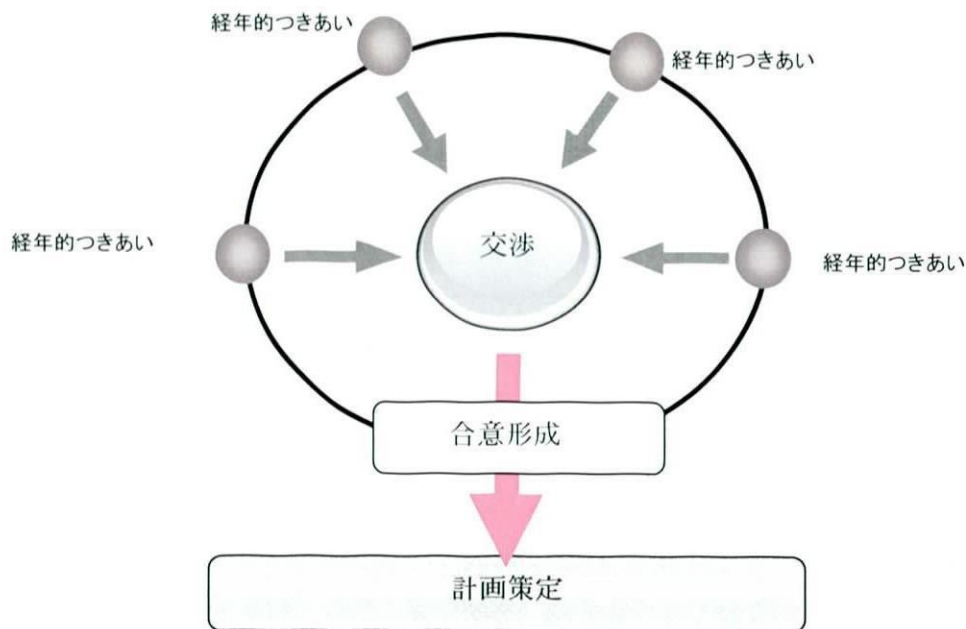 経年的つきあい
経年的つきあい
経年的つきあい
交渉
経年的つきあい
合意形成
計画策定